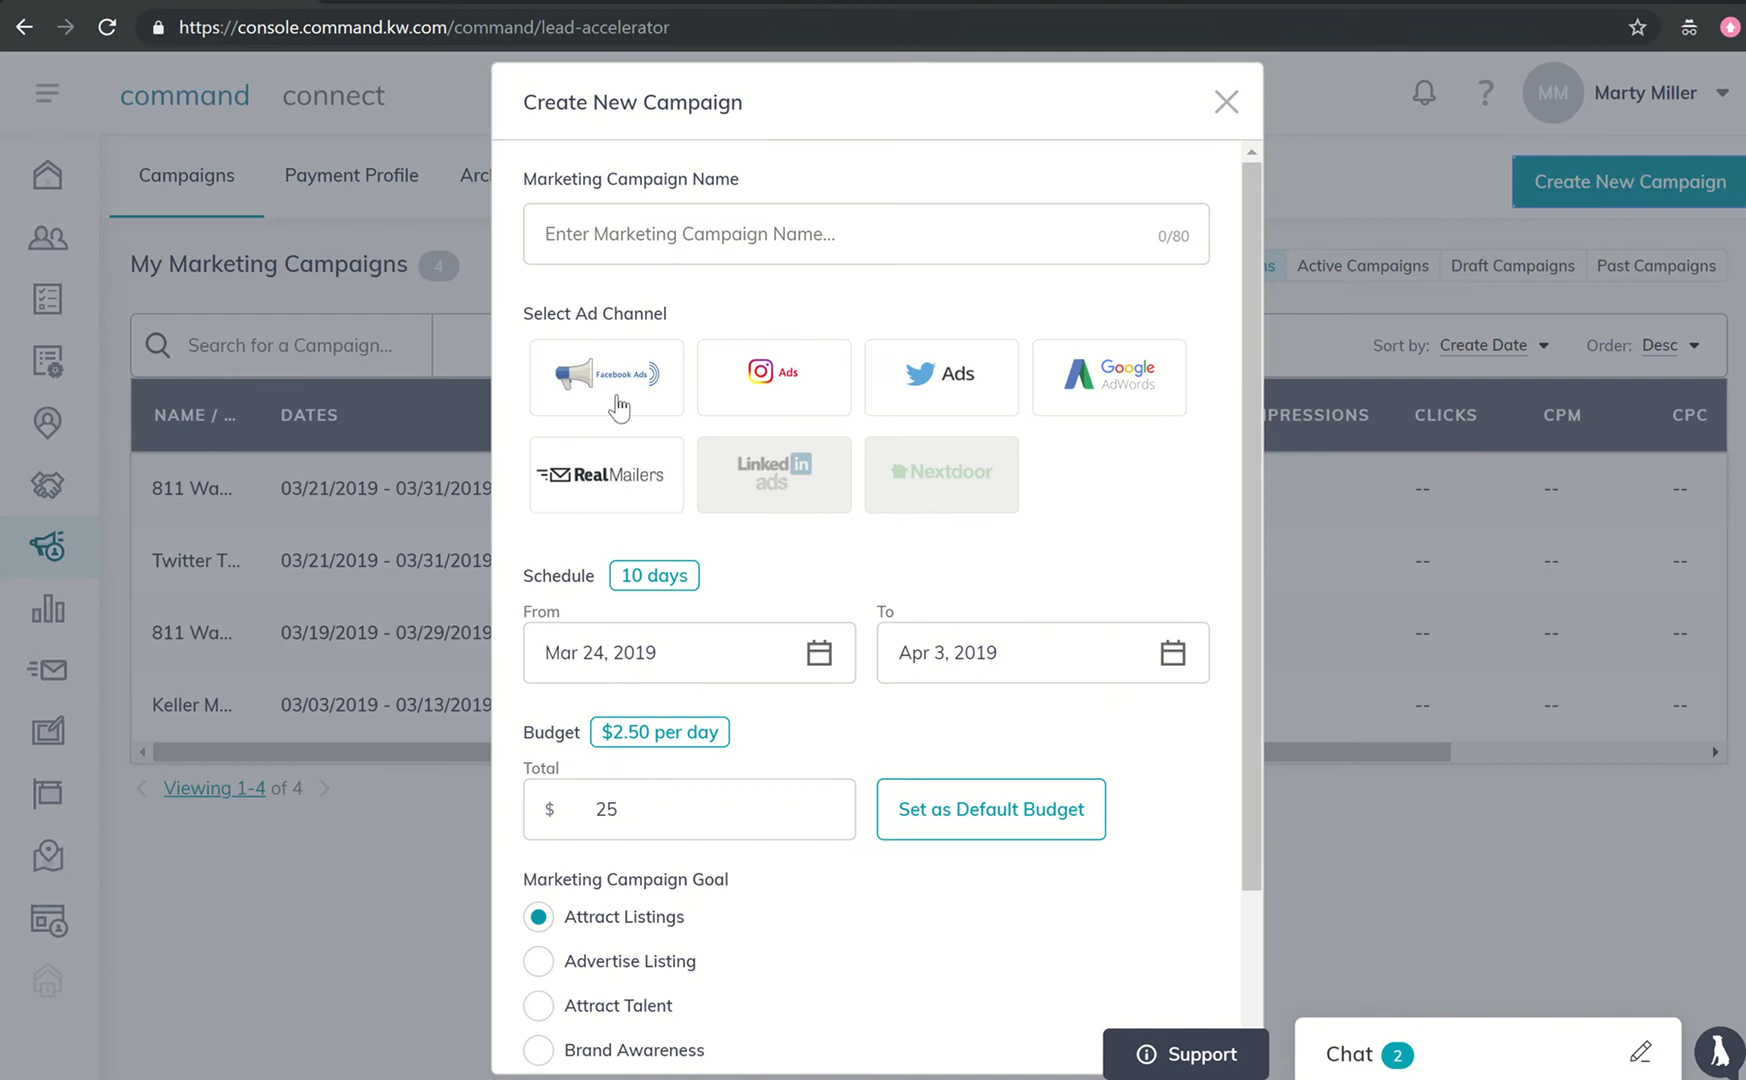 https://console.command.kw.com/command/lead-accelerator
command connect
MM Marty Miller
Create New Campaign
Campaigns Payment Profile Arc
Create New Campaign
My Marketing Campaigns 4
ns Active Campaigns Draft Campaigns Past Campaigns
Search for a Campaign...
Sort by: Create Date Order: Desc
NAME / ... DATES
IPRESSIONS CLICKS CPM CPC
811 Wa... 03/21/2019 - 03/31/2019 -- -- --
Twitter T... 03/21/2019 - 03/31/2019 -- -- --
811 Wa... 03/19/2019 - 03/29/2019 -- -- --
Keller M... 03/03/2019 - 03/13/2019 -- -- --
Viewing 1-4 of 4
Marketing Campaign Name
Enter Marketing Campaign Name... 0/80
Select Ad Channel
Facebook Ads
Ads
Ads
Google AdWords
RealMailers
Linked in ads
Nextdoor
Schedule 10 days
From To
Mar 24, 2019 Apr 3, 2019
Budget $2.50 per day
Total
$ 25 Set as Default Budget
Marketing Campaign Goal
Attract Listings
Advertise Listing
Attract Talent
Brand Awareness
Support
Chat 2